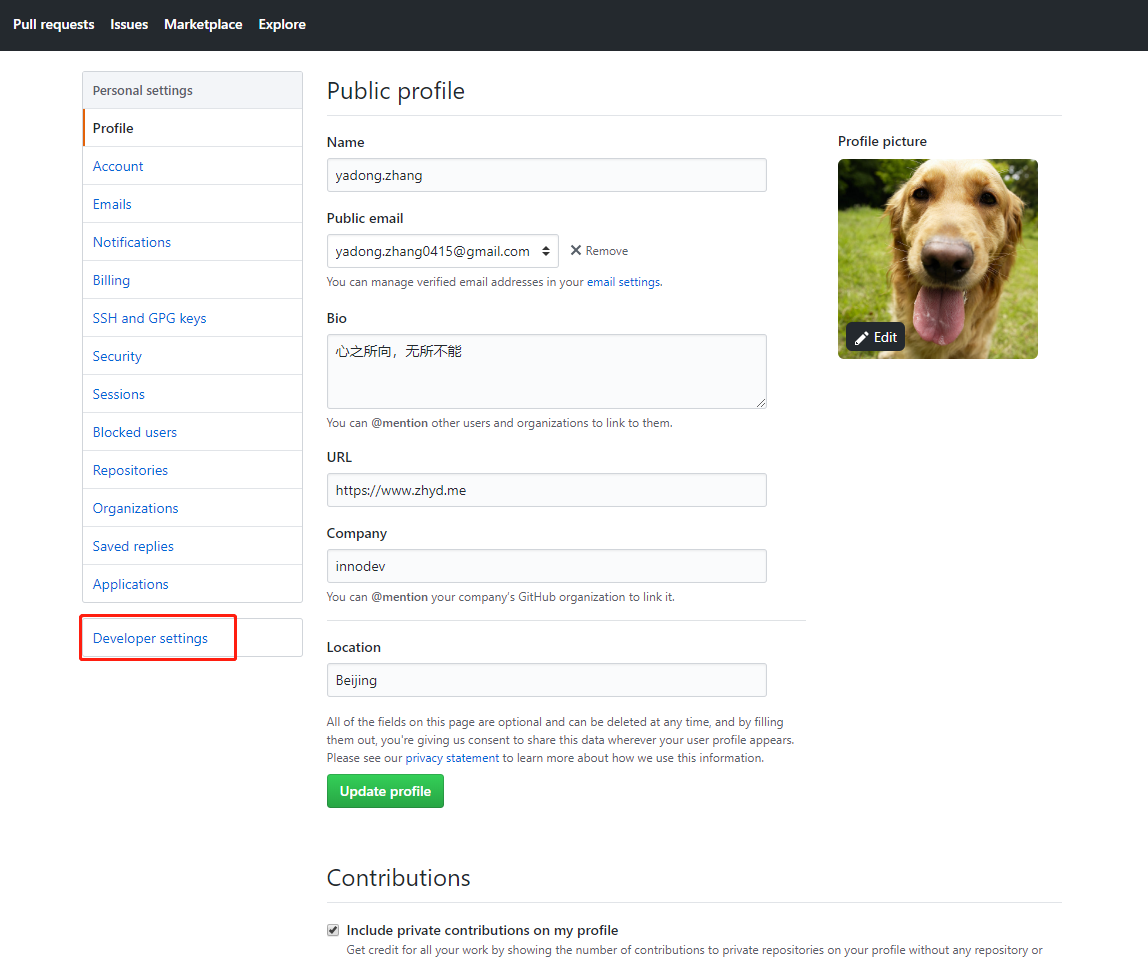 Pull requests Issues Marketplace Explore
Personal settings
Profile
Account
Emails
Notifications
Billing
SSH and GPG keys
Security
Sessions
Blocked users
Repositories
Organizations
Saved replies
Applications
Developer settings
Public profile
Name
yadong.zhang
Public email
yadong.zhang0415@gmail.com Remove
You can manage verified email addresses in your email settings.
Bio
心之所向，无所不能
You can @mention other users and organizations to link to them.
URL
https://www.zhyd.me
Company
innodev
You can @mention your company's GitHub organization to link it.
Location
Beijing
All of the fields on this page are optional and can be deleted at any time, and by filling
them out, you're giving us consent to share this data wherever your user profile appears.
Please see our privacy statement to learn more about how we use this information.
Update profile
Profile picture
Edit
Contributions
Include private contributions on my profile
Get credit for all your work by showing the number of contributions to private repositories on your profile without any repository or